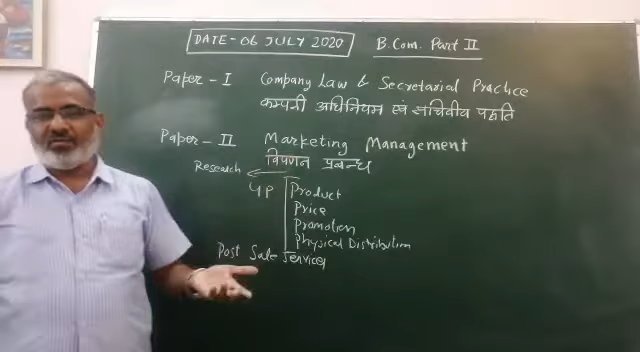 DATE - 06 JULY 2020
B.Com. Part II
Paper - I Company Law & Secretarial Practice
कम्पनी अधिनियम एवं सचिवीय पद्धति
Paper - II Marketing Management
विपणन प्रबन्ध
Research
4P Product
Price
Promotion
Physical Distribution
Post Sale Services